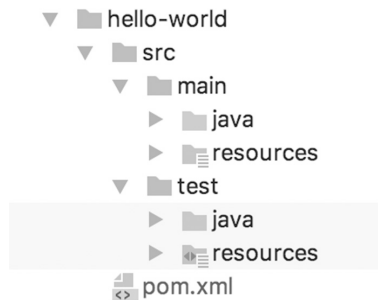 hello-world
src
main
java
resources
test
java
resources
pom.xml